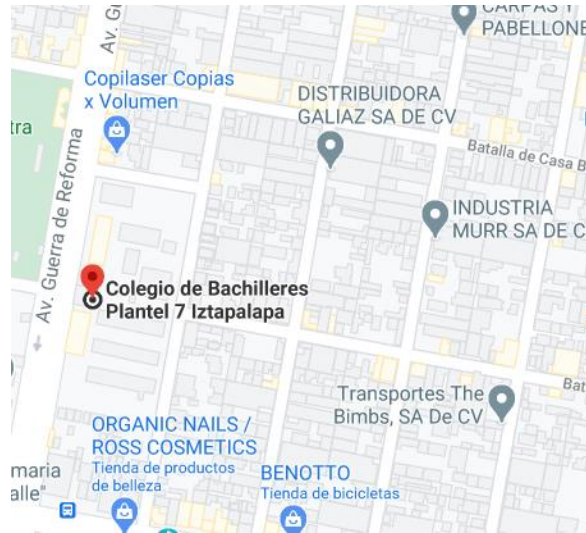 CARPAS Y
PABELLONE
Av. Gu
Copilaser Copias
x Volumen
DISTRIBUIDORA
GALIAZ SA DE CV
tra
Batalla de Casa B
Av. Guerra de Reforma
INDUSTRIA
MURR SA DE C
Colegio de Bachilleres
Plantel 7 Iztapalapa
Bat
Transportes The
Bimbs, SA De CV
ORGANIC NAILS /
ROSS COSMETICS
Tienda de productos
de belleza
BENOTTO
Tienda de bicicletas
maria
alle"